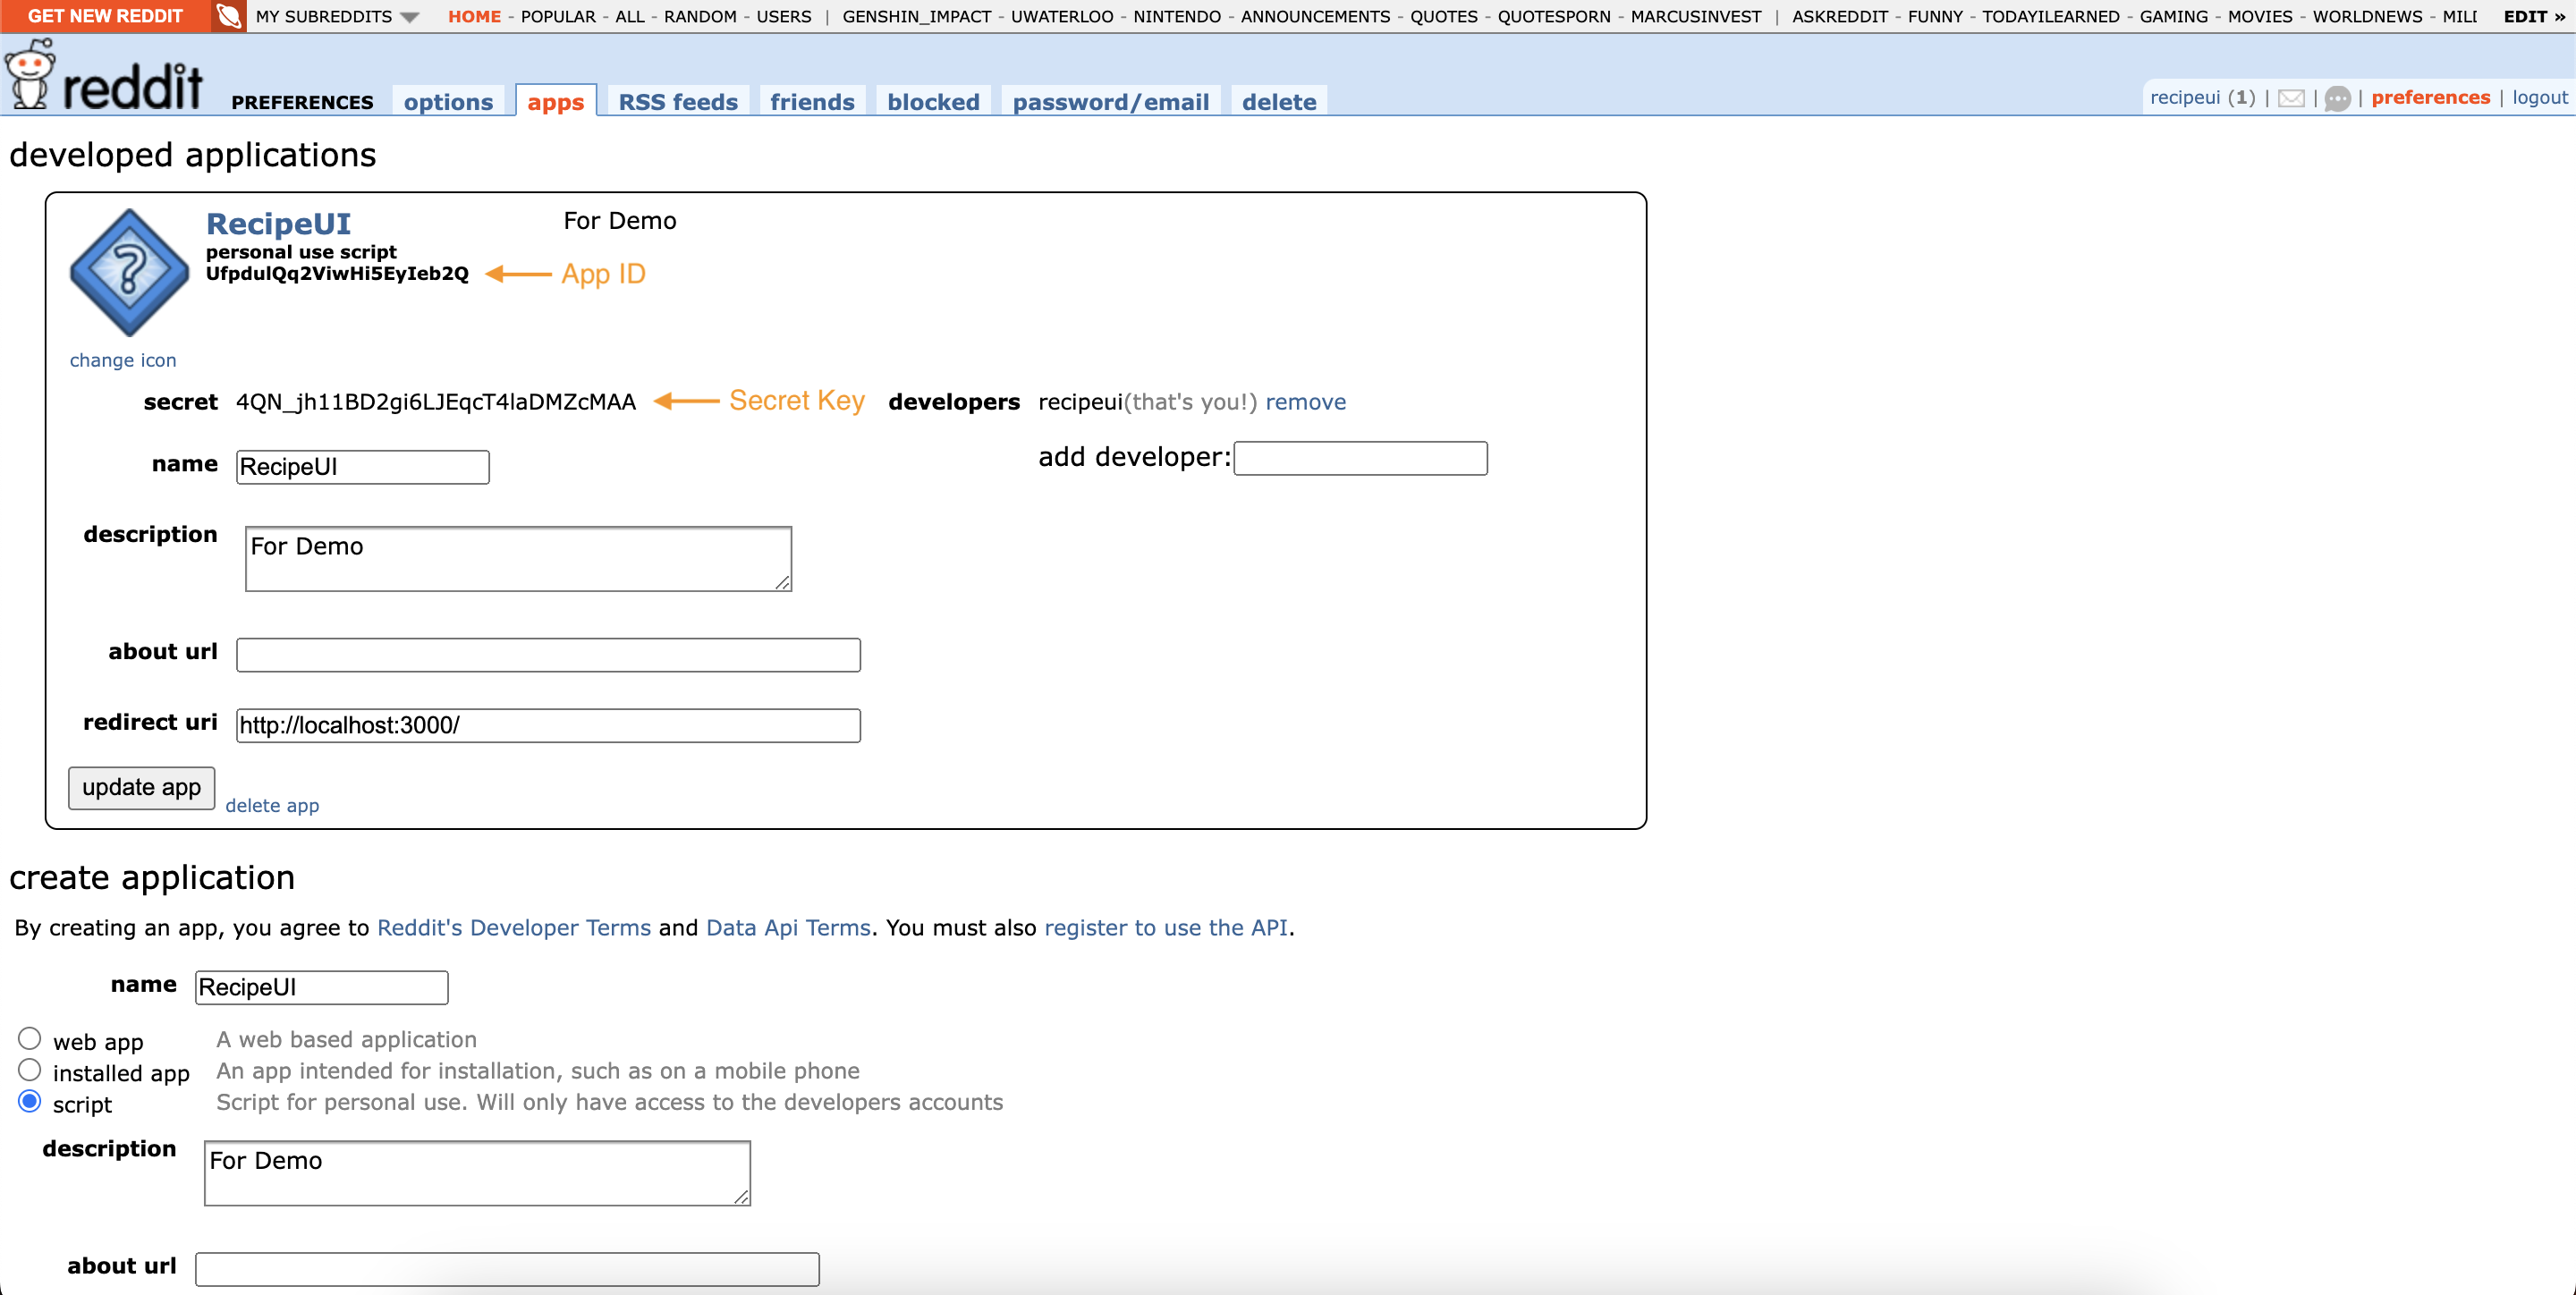 GET NEW REDDIT MY SUBREDDITS HOME - POPULAR - ALL - RANDOM - USERS | GENSHIN_IMPACT - UWATERLOO - NINTENDO - ANNOUNCEMENTS - QUOTES - QUOTESPORN - MARCUSINVEST | ASKREDDIT - FUNNY - TODAYILEARNED - GAMING - MOVIES - WORLDNEWS - MILI EDIT »
reddit PREFERENCES options apps RSS feeds friends blocked password/email delete recipeui (1) | | | preferences | logout
developed applications
RecipeUI For Demo
personal use script
UfpdulQq2ViwHi5EyIeb2Q App ID
change icon
secret 4QN_jh11BD2gi6LJEqcT4laDMZcMAA Secret Key developers recipeui(that's you!) remove
name RecipeUI add developer:
description For Demo
about url
redirect uri http://localhost:3000/
update app delete app
create application
By creating an app, you agree to Reddit's Developer Terms and Data Api Terms. You must also register to use the API.
name RecipeUI
web app A web based application
installed app An app intended for installation, such as on a mobile phone
script Script for personal use. Will only have access to the developers accounts
description For Demo
about url